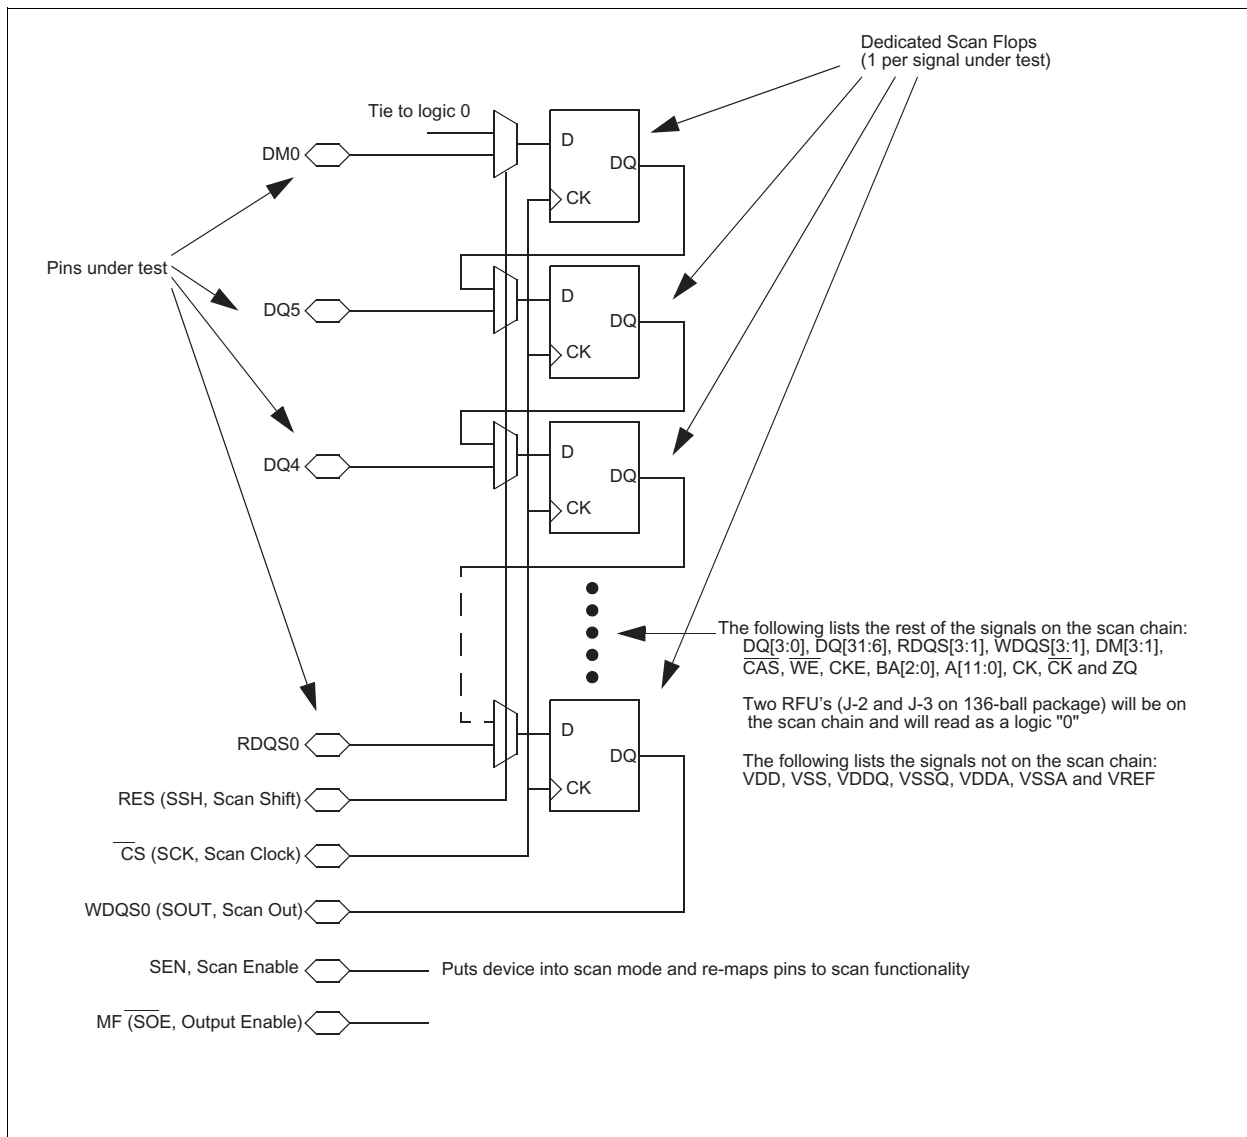 Dedicated Scan Flops
(1 per signal under test)
Tie to logic 0
D
DM0
DQ
CK
Pins under test
D
DQ5
DQ
CK
D
DQ4
DQ
CK
The following lists the rest of the signals on the scan chain:
DQ[3:0], DQ[31:6], RDQS[3:1], WDQS[3:1], DM[3:1],
C̅A̅S̅, W̅E̅, CKE, BA[2:0], A[11:0], CK, C̅K̅ and ZQ
Two RFU's (J-2 and J-3 on 136-ball package) will be on
the scan chain and will read as a logic "0"
The following lists the signals not on the scan chain:
VDD, VSS, VDDQ, VSSQ, VDDA, VSSA and VREF
D
RDQS0
DQ
CK
RES (SSH, Scan Shift)
C̅S (SCK, Scan Clock)
WDQS0 (SOUT, Scan Out)
SEN, Scan Enable
Puts device into scan mode and re-maps pins to scan functionality
MF (S̅O̅E, Output Enable)